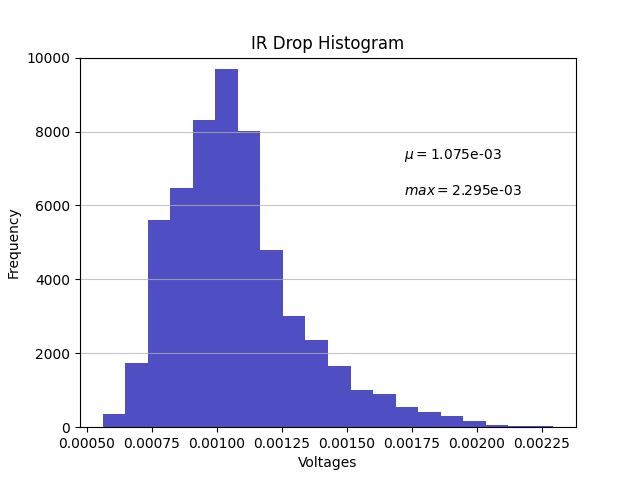 IR Drop Histogram
10000
8000
6000
4000
2000
0
Frequency
μ = 1.075e-03
max = 2.295e-03
0.00050 0.00075 0.00100 0.00125 0.00150 0.00175 0.00200 0.00225
Voltages